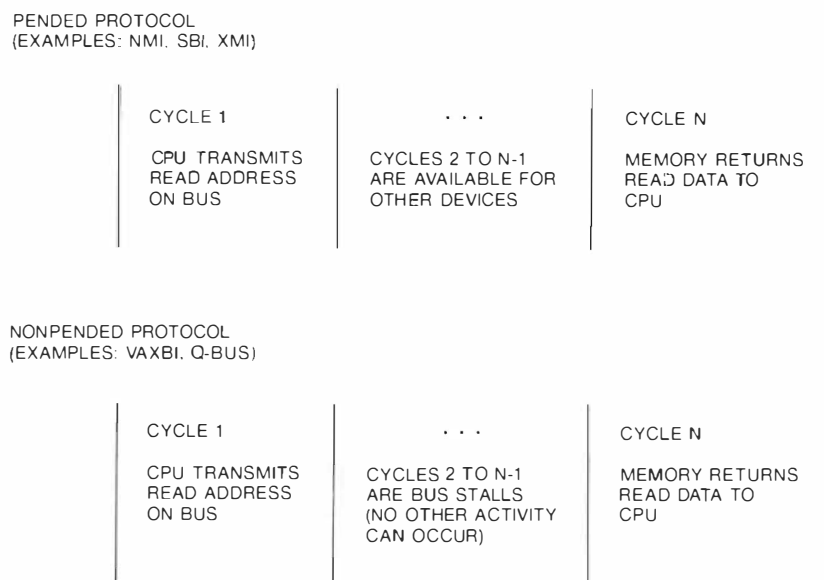 PENDED PROTOCOL
(EXAMPLES: NMI, SBI, XMI)
CYCLE 1
CPU TRANSMITS
READ ADDRESS
ON BUS
. . .
CYCLES 2 TO N-1
ARE AVAILABLE FOR
OTHER DEVICES
CYCLE N
MEMORY RETURNS
READ DATA TO
CPU
NONPENDED PROTOCOL
(EXAMPLES: VAXBI, Q-BUS)
CYCLE 1
CPU TRANSMITS
READ ADDRESS
ON BUS
. . .
CYCLES 2 TO N-1
ARE BUS STALLS
(NO OTHER ACTIVITY
CAN OCCUR)
CYCLE N
MEMORY RETURNS
READ DATA TO
CPU